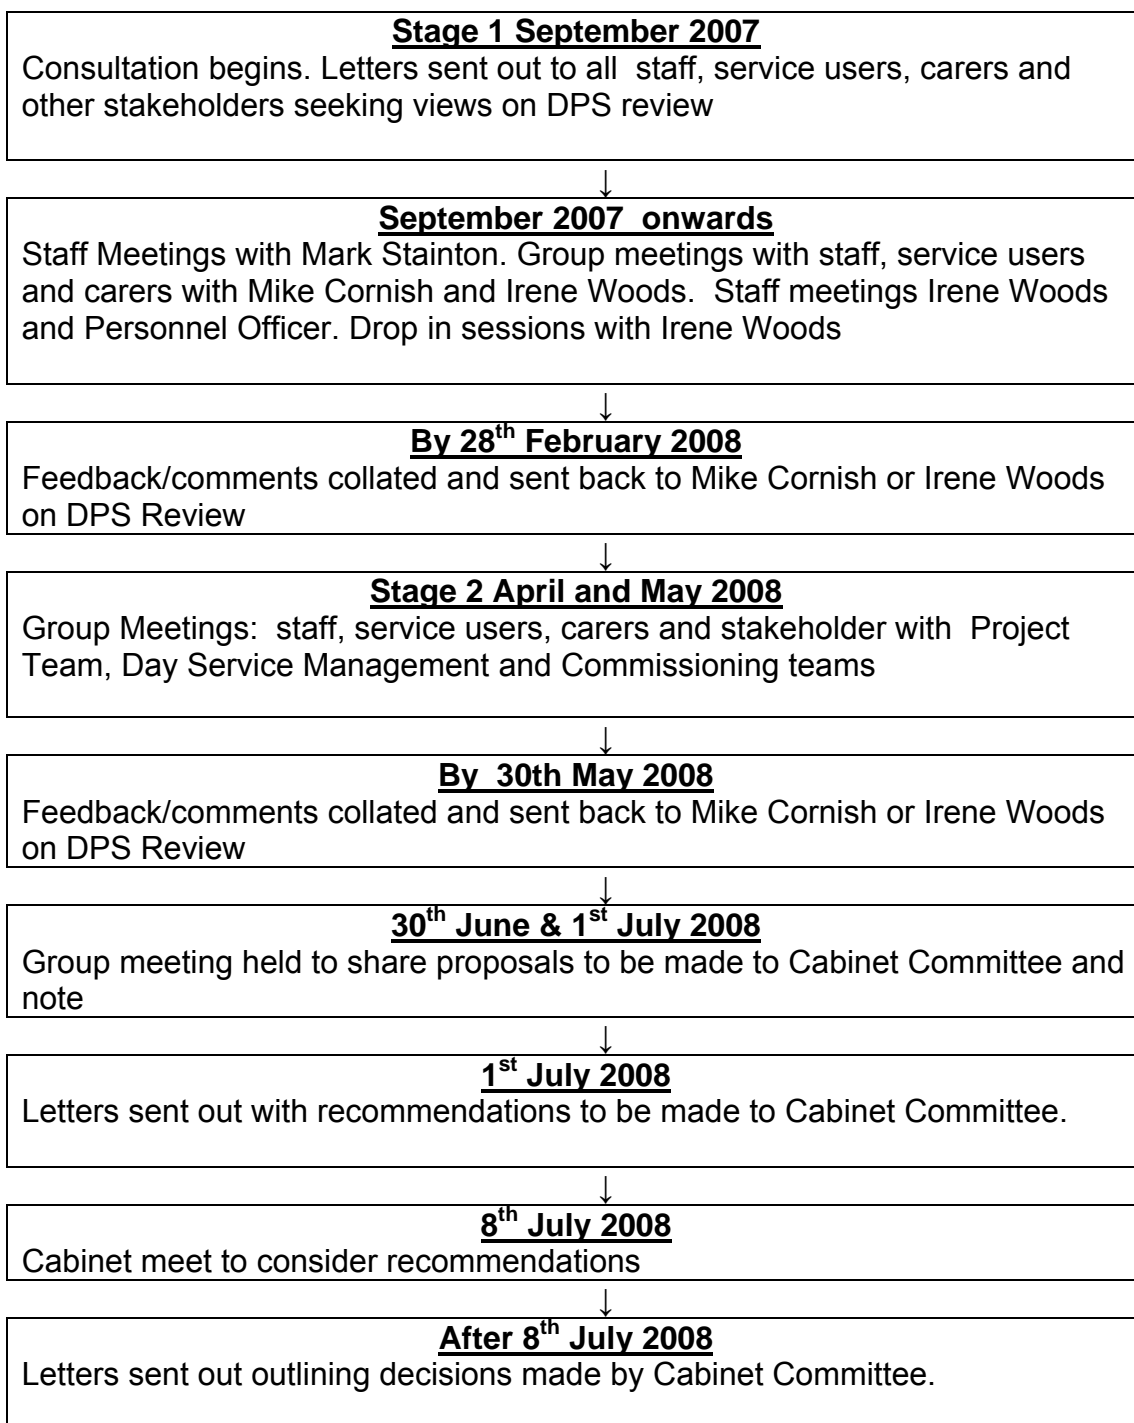 Stage 1 September 2007
Consultation begins. Letters sent out to all  staff, service users, carers and
other stakeholders seeking views on DPS review
↓
September 2007  onwards
Staff Meetings with Mark Stainton. Group meetings with staff, service users
and carers with Mike Cornish and Irene Woods.  Staff meetings Irene Woods
and Personnel Officer. Drop in sessions with Irene Woods
↓
By 28th February 2008
Feedback/comments collated and sent back to Mike Cornish or Irene Woods
on DPS Review
↓
Stage 2 April and May 2008
Group Meetings:  staff, service users, carers and stakeholder with  Project
Team, Day Service Management and Commissioning teams
↓
By  30th May 2008
Feedback/comments collated and sent back to Mike Cornish or Irene Woods
on DPS Review
↓
30th June & 1st July 2008
Group meeting held to share proposals to be made to Cabinet Committee and
note
↓
1st July 2008
Letters sent out with recommendations to be made to Cabinet Committee.
↓
8th July 2008
Cabinet meet to consider recommendations
↓
After 8th July 2008
Letters sent out outlining decisions made by Cabinet Committee.